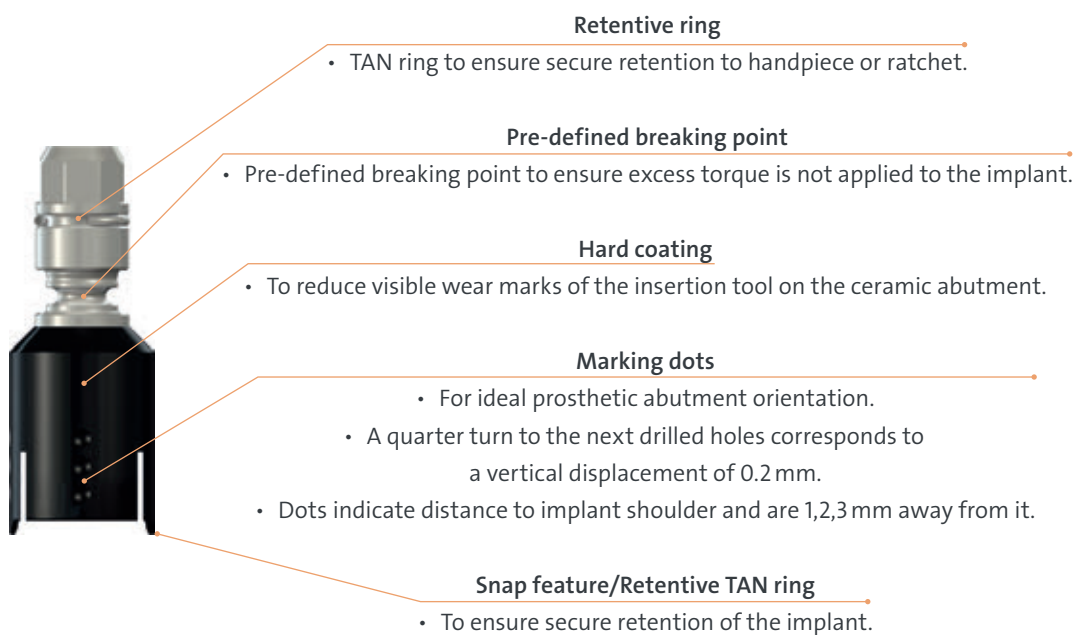 Retentive ring
• TAN ring to ensure secure retention to handpiece or ratchet.
Pre-defined breaking point
• Pre-defined breaking point to ensure excess torque is not applied to the implant.
Hard coating
• To reduce visible wear marks of the insertion tool on the ceramic abutment.
Marking dots
• For ideal prosthetic abutment orientation.
• A quarter turn to the next drilled holes corresponds to
a vertical displacement of 0.2 mm.
• Dots indicate distance to implant shoulder and are 1,2,3 mm away from it.
Snap feature/Retentive TAN ring
• To ensure secure retention of the implant.